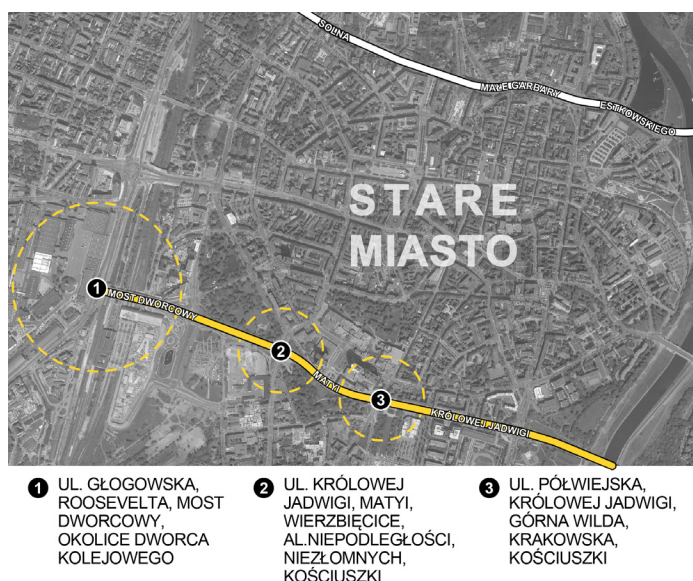 SOLNA
MAŁE GARBARY
ESTKOWSKIEGO
STARE
MIASTO
1
MOST DWORCOWY
2
MATYI
3
KRÓLOWEJ JADWIGI
1 UL. GŁOGOWSKA,
ROOSEVELTA, MOST
DWORCOWY,
OKOLICE DWORCA
KOLEJOWEGO
2 UL. KRÓLOWEJ
JADWIGI, MATYI,
WIERZBIĘCICE,
AL.NIEPODLEGŁOŚCI,
NIEZŁOMNYCH,
KOŚCIUSZKI
3 UL. PÓŁWIEJSKA,
KRÓLOWEJ JADWIGI,
GÓRNA WILDA,
KRAKOWSKA,
KOŚCIUSZKI